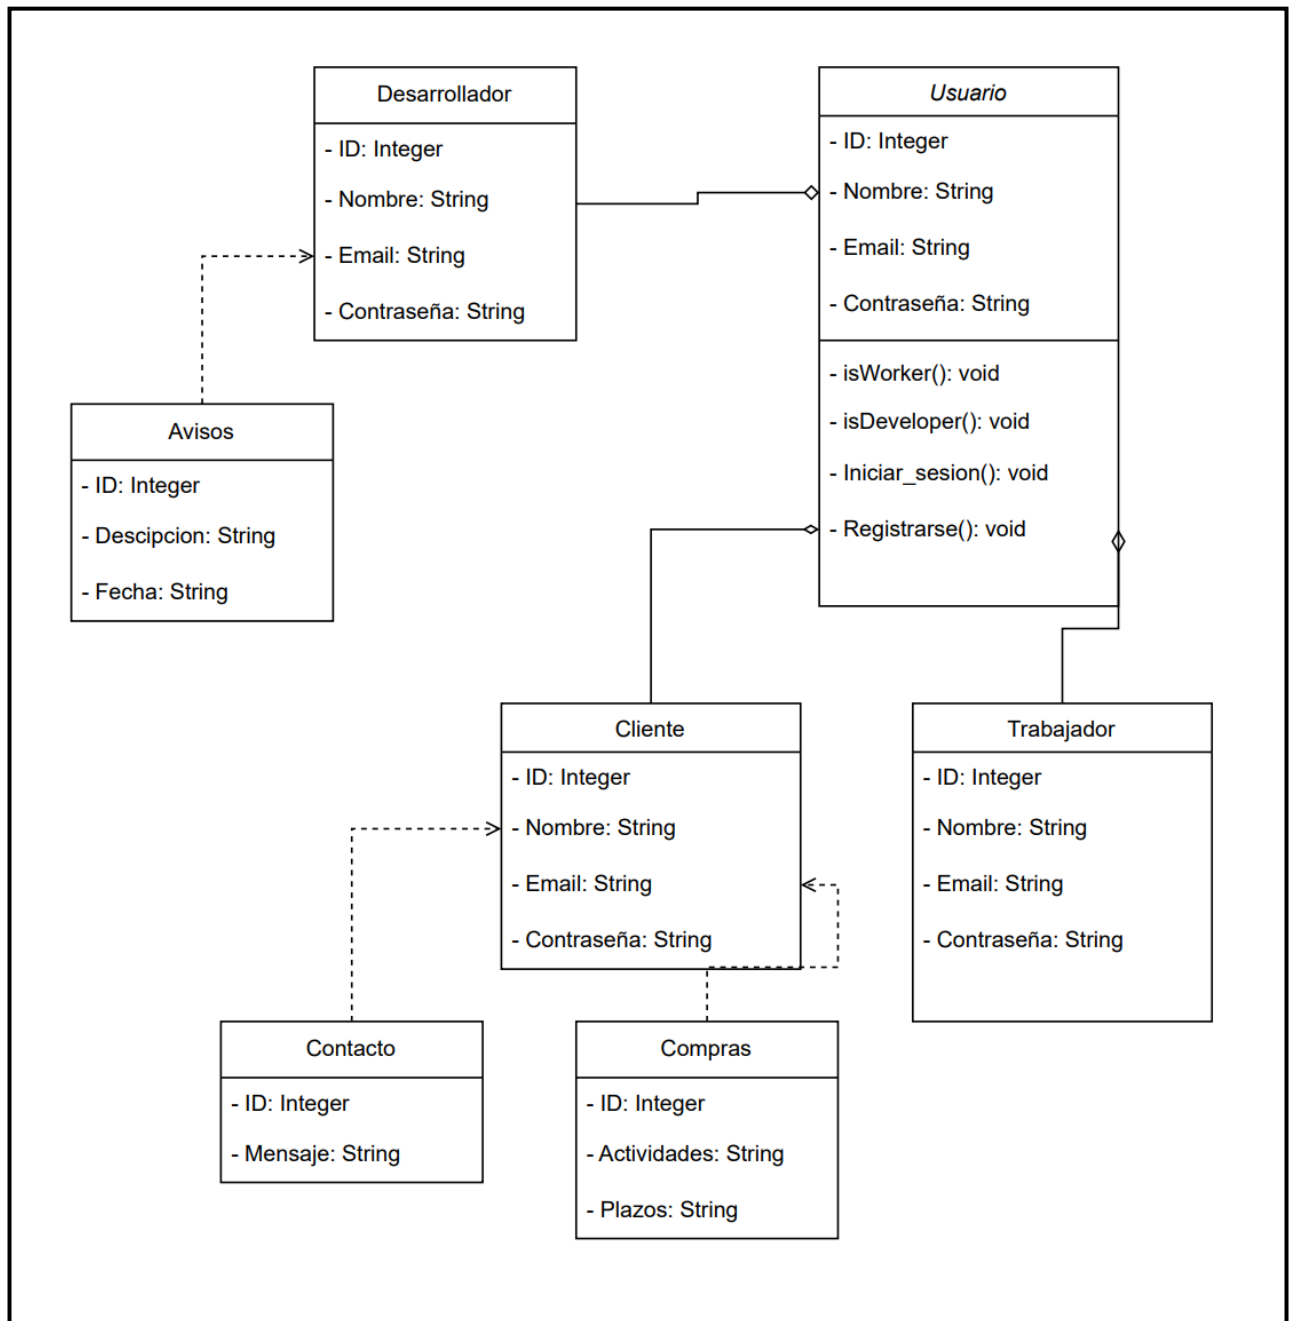 Desarrollador
- ID: Integer
- Nombre: String
- Email: String
- Contraseña: String
Usuario
- ID: Integer
- Nombre: String
- Email: String
- Contraseña: String
- isWorker(): void
- isDeveloper(): void
- Iniciar_sesion(): void
- Registrarse(): void
Avisos
- ID: Integer
- Descipcion: String
- Fecha: String
Cliente
- ID: Integer
- Nombre: String
- Email: String
- Contraseña: String
Trabajador
- ID: Integer
- Nombre: String
- Email: String
- Contraseña: String
Contacto
- ID: Integer
- Mensaje: String
Compras
- ID: Integer
- Actividades: String
- Plazos: String